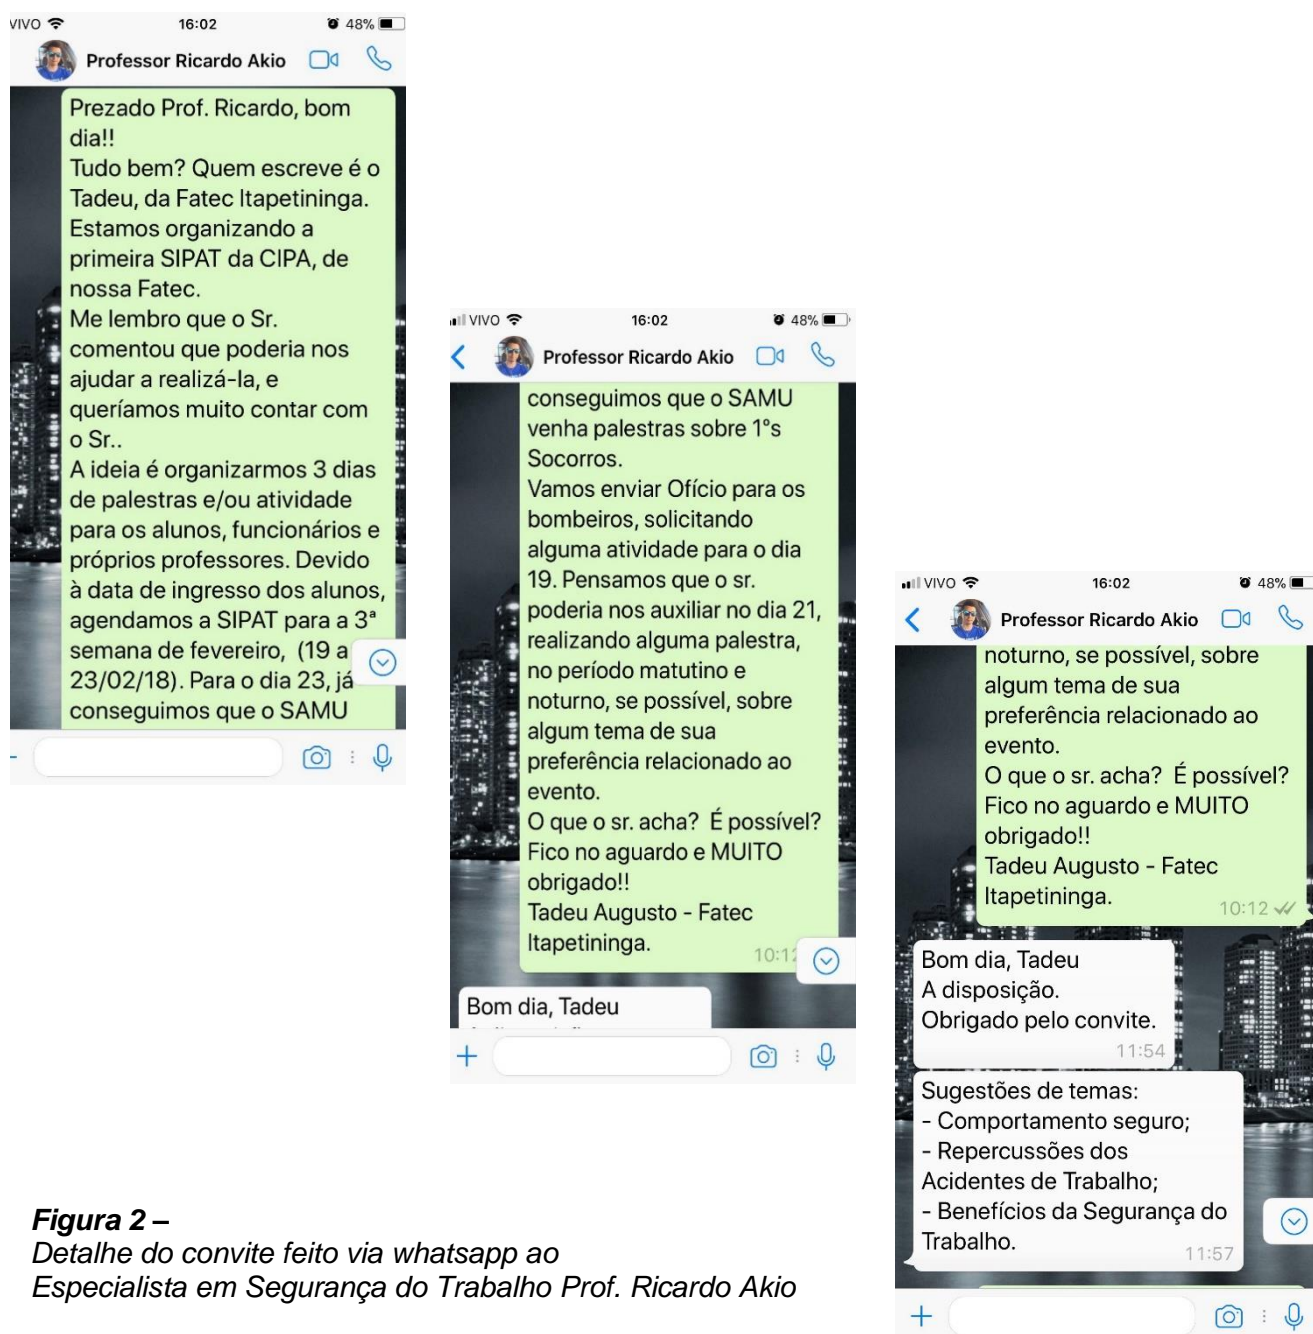 VIVO 16:02 48%
Professor Ricardo Akio
Prezado Prof. Ricardo, bom
dia!!
Tudo bem? Quem escreve é o
Tadeu, da Fatec Itapetininga.
Estamos organizando a
primeira SIPAT da CIPA, de
nossa Fatec.
Me lembro que o Sr.
comentou que poderia nos
ajudar a realizá-la, e
queríamos muito contar com
o Sr..
A ideia é organizarmos 3 dias
de palestras e/ou atividade
para os alunos, funcionários e
próprios professores. Devido
à data de ingresso dos alunos,
agendamos a SIPAT para a 3ª
semana de fevereiro, (19 a
23/02/18). Para o dia 23, já
conseguimos que o SAMU
VIVO 16:02 48%
Professor Ricardo Akio
conseguimos que o SAMU
venha palestras sobre 1°s
Socorros.
Vamos enviar Ofício para os
bombeiros, solicitando
alguma atividade para o dia
19. Pensamos que o sr.
poderia nos auxiliar no dia 21,
realizando alguma palestra,
no período matutino e
noturno, se possível, sobre
algum tema de sua
preferência relacionado ao
evento.
O que o sr. acha? É possível?
Fico no aguardo e MUITO
obrigado!!
Tadeu Augusto - Fatec
Itapetininga.
10:12
Bom dia, Tadeu
VIVO 16:02 48%
Professor Ricardo Akio
noturno, se possível, sobre
algum tema de sua
preferência relacionado ao
evento.
O que o sr. acha? É possível?
Fico no aguardo e MUITO
obrigado!!
Tadeu Augusto - Fatec
Itapetininga.
10:12
Bom dia, Tadeu
A disposição.
Obrigado pelo convite.
11:54
Sugestões de temas:
- Comportamento seguro;
- Repercussões dos
Acidentes de Trabalho;
- Benefícios da Segurança do
Trabalho.
11:57
Figura 2 –
Detalhe do convite feito via whatsapp ao
Especialista em Segurança do Trabalho Prof. Ricardo Akio